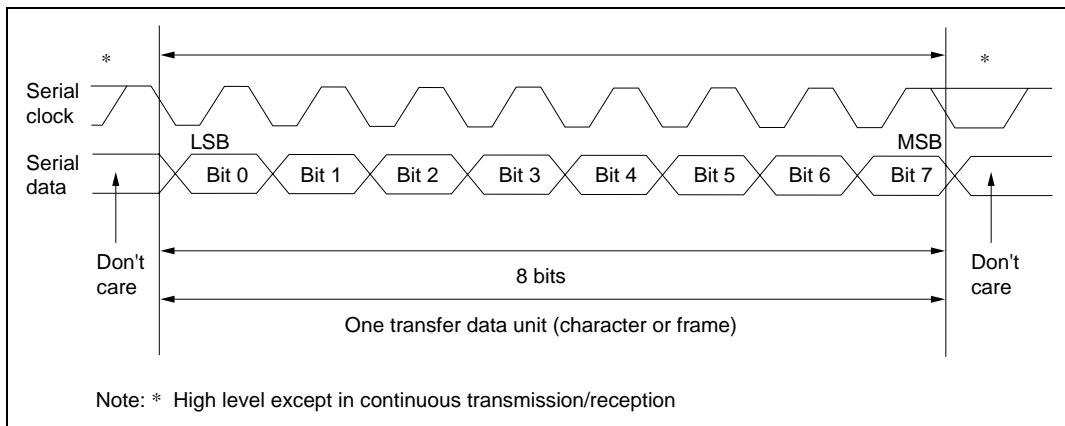 * *
Serial clock
LSB MSB
Serial data
Bit 0 Bit 1 Bit 2 Bit 3 Bit 4 Bit 5 Bit 6 Bit 7
Don't care
8 bits
Don't care
One transfer data unit (character or frame)
Note: * High level except in continuous transmission/reception